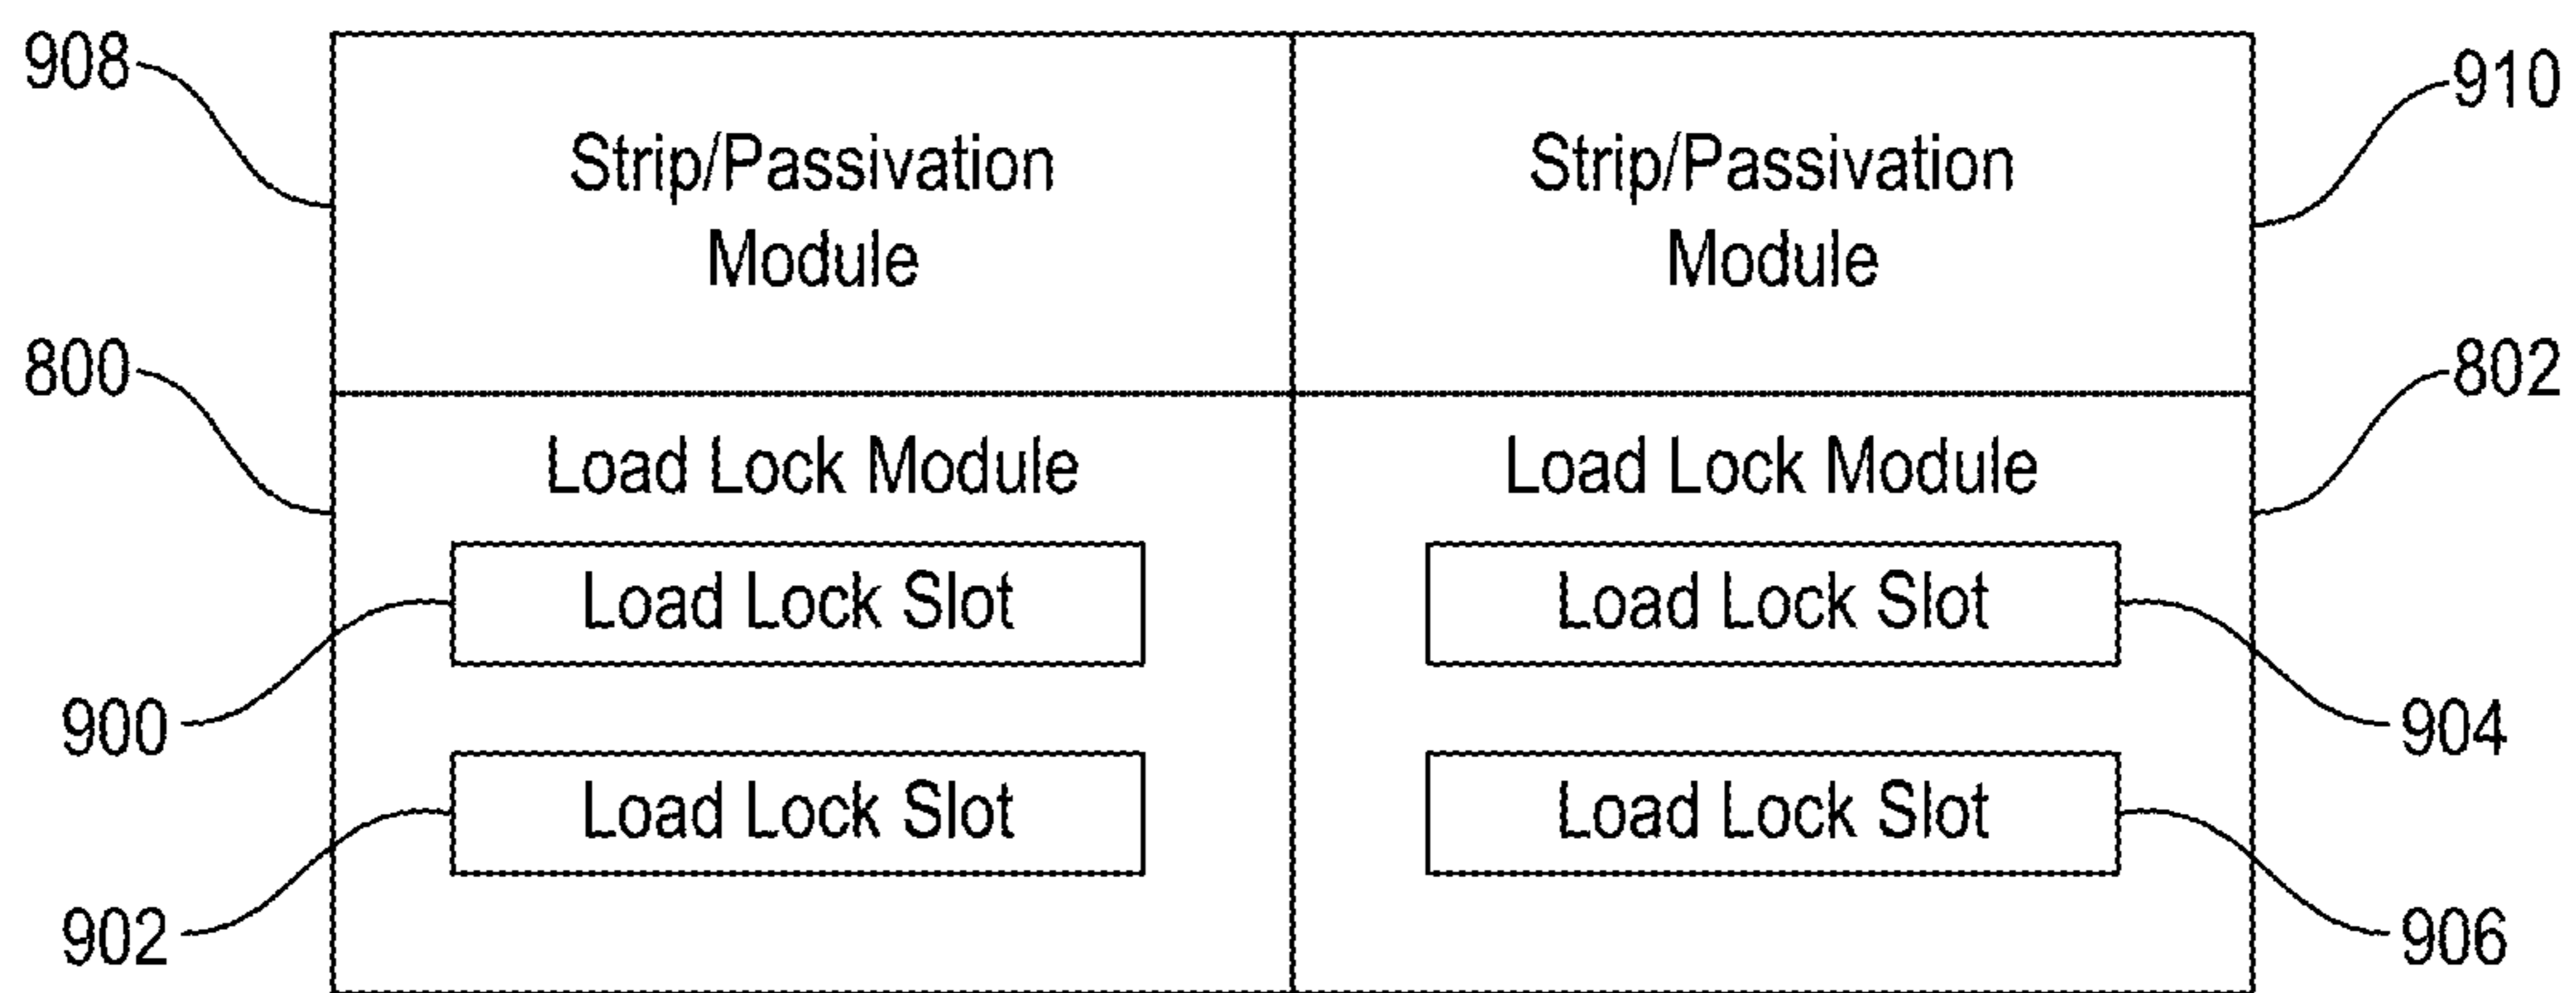 908
Strip/Passivation
Module
Strip/Passivation
Module
910
800
Load Lock Module
Load Lock Module
802
Load Lock Slot
Load Lock Slot
900
904
Load Lock Slot
Load Lock Slot
902
906